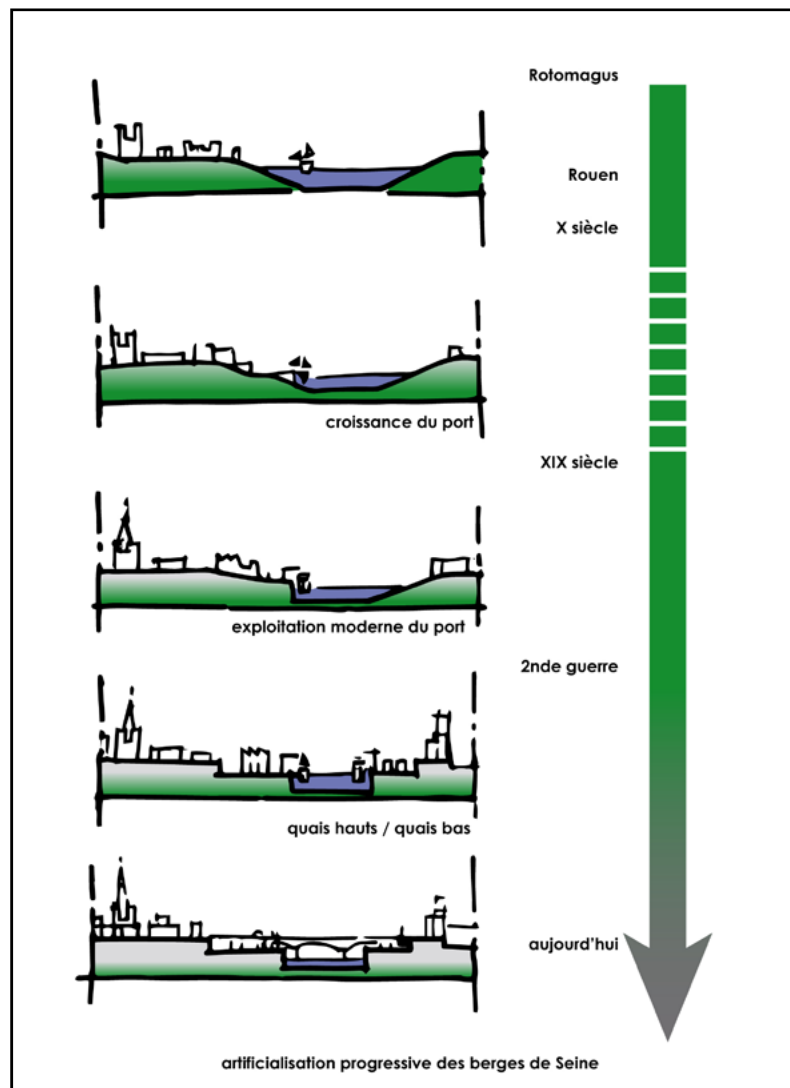 Rotomagus
Rouen
X siècle
croissance du port
XIX siècle
exploitation moderne du port
2nde guerre
quais hauts / quais bas
aujourd'hui
artificialisation progressive des berges de Seine